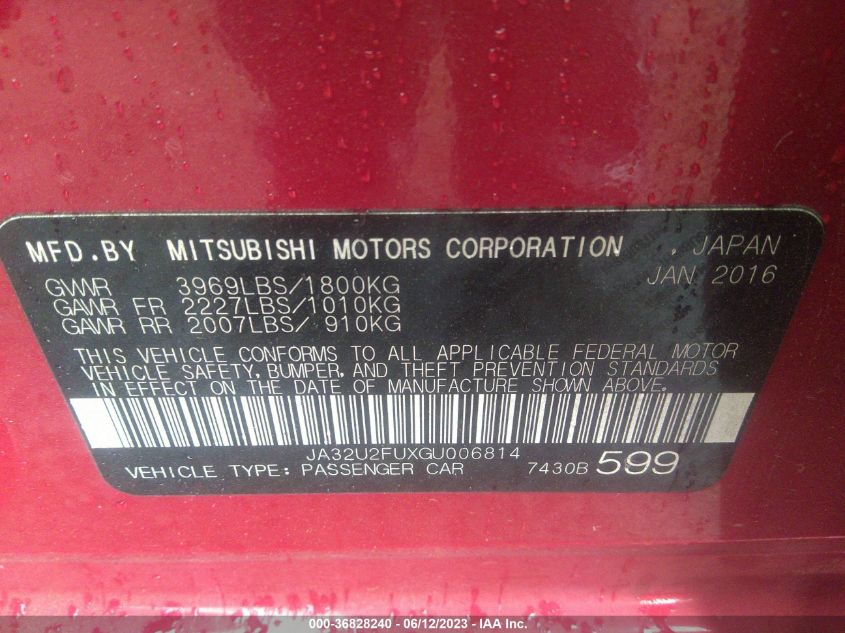 MFD.BY MITSUBISHI MOTORS CORPORATION , JAPAN
JAN 2016
GVWR 3969LBS/1800KG
GAWR FR 2227LBS/1010KG
GAWR RR 2007LBS/ 910KG
THIS VEHICLE CONFORMS TO ALL APPLICABLE FEDERAL MOTOR
VEHICLE SAFETY, BUMPER, AND THEFT PREVENTION STANDARDS
IN EFFECT ON THE DATE OF MANUFACTURE SHOWN ABOVE.
JA32U2FUXGU006814
VEHICLE TYPE: PASSENGER CAR 7430B 599
000-36828240 - 06/12/2023 - IAA Inc.